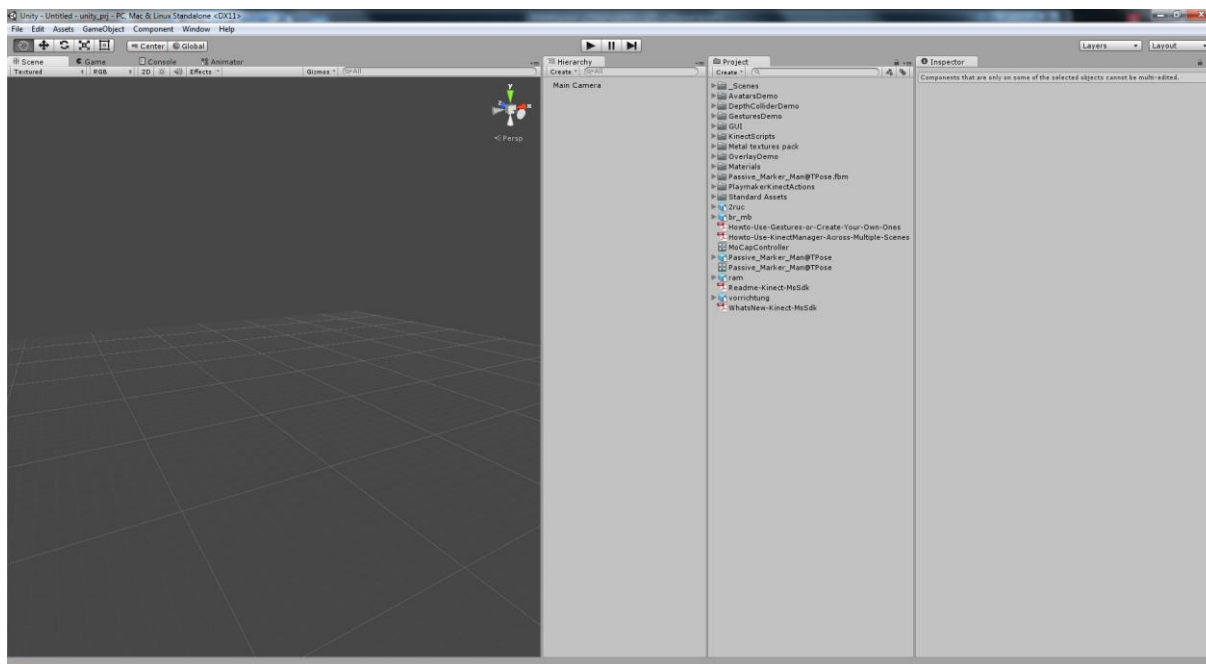 Unity - Untitled - unity_prj - PC, Mac & Linux Standalone <DX11>
File Edit Assets GameObject Component Window Help
Center Global Layers Layout
Scene Game Console Animator
Textured RGB 2D Effects Gizmos All
y
x
z
Persp
Hierarchy
Create All
Main Camera
Project
Create
_Scenes
AvatarsDemo
DepthColliderDemo
GesturesDemo
GUI
KinectScripts
Metal textures pack
OverlayDemo
Materials
Passive_Marker_Man@TPose.fbm
PlaymakerKinectActions
Standard Assets
2ruc
br_mb
Howto-Use-Gestures-or-Create-Your-Own-Ones
Howto-Use-KinectManager-Across-Multiple-Scenes
MoCapController
Passive_Marker_Man@TPose
Passive_Marker_Man@TPose
ram
Readme-Kinect-MsSdk
vorrichtung
WhatsNew-Kinect-MsSdk
Inspector
Components that are only on some of the selected objects cannot be multi-edited.